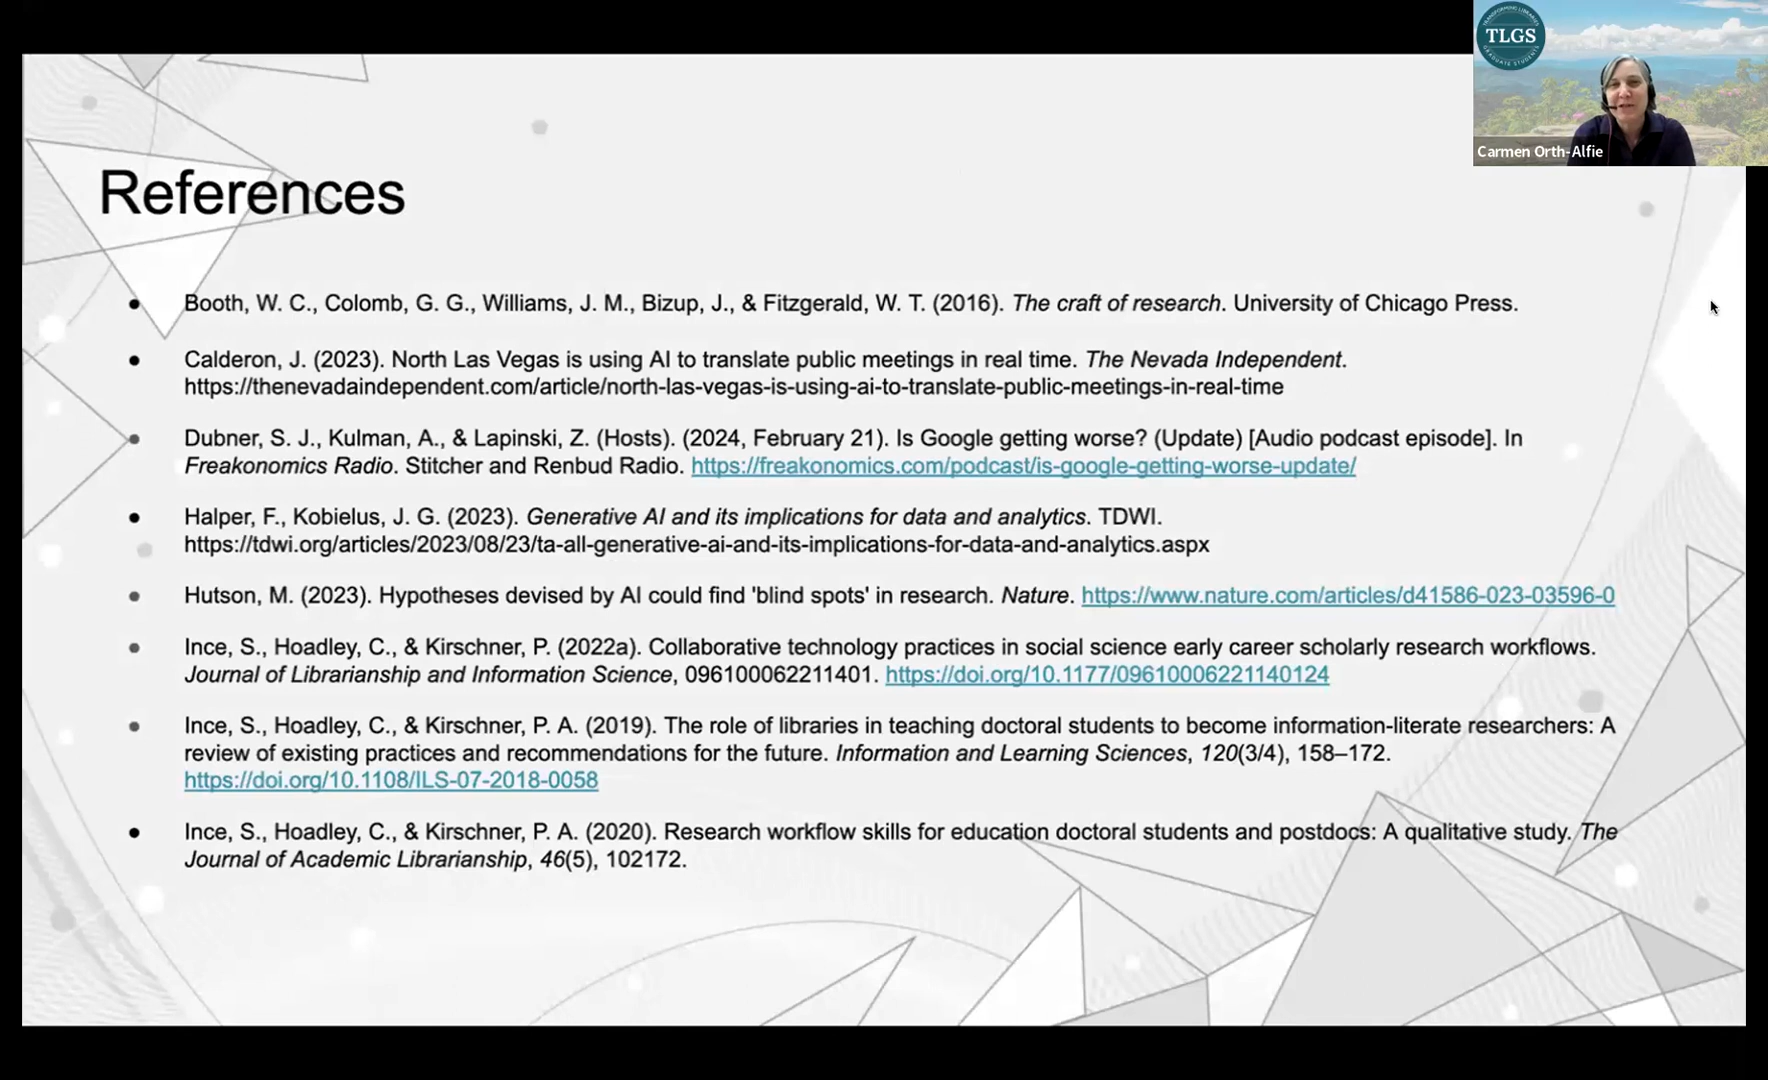 TRANSFORMING LIBRARIES
TLGS
GRADUATE STUDENTS
Carmen Orth-Alfie
References
• Booth, W. C., Colomb, G. G., Williams, J. M., Bizup, J., & Fitzgerald, W. T. (2016). The craft of research. University of Chicago Press.
• Calderon, J. (2023). North Las Vegas is using AI to translate public meetings in real time. The Nevada Independent.
https://thenevadaindependent.com/article/north-las-vegas-is-using-ai-to-translate-public-meetings-in-real-time
• Dubner, S. J., Kulman, A., & Lapinski, Z. (Hosts). (2024, February 21). Is Google getting worse? (Update) [Audio podcast episode]. In
Freakonomics Radio. Stitcher and Renbud Radio. https://freakonomics.com/podcast/is-google-getting-worse-update/
• Halper, F., Kobielus, J. G. (2023). Generative AI and its implications for data and analytics. TDWI.
https://tdwi.org/articles/2023/08/23/ta-all-generative-ai-and-its-implications-for-data-and-analytics.aspx
• Hutson, M. (2023). Hypotheses devised by AI could find 'blind spots' in research. Nature. https://www.nature.com/articles/d41586-023-03596-0
• Ince, S., Hoadley, C., & Kirschner, P. (2022a). Collaborative technology practices in social science early career scholarly research workflows.
Journal of Librarianship and Information Science, 096100062211401. https://doi.org/10.1177/09610006221140124
• Ince, S., Hoadley, C., & Kirschner, P. A. (2019). The role of libraries in teaching doctoral students to become information-literate researchers: A
review of existing practices and recommendations for the future. Information and Learning Sciences, 120(3/4), 158–172.
https://doi.org/10.1108/ILS-07-2018-0058
• Ince, S., Hoadley, C., & Kirschner, P. A. (2020). Research workflow skills for education doctoral students and postdocs: A qualitative study. The
Journal of Academic Librarianship, 46(5), 102172.